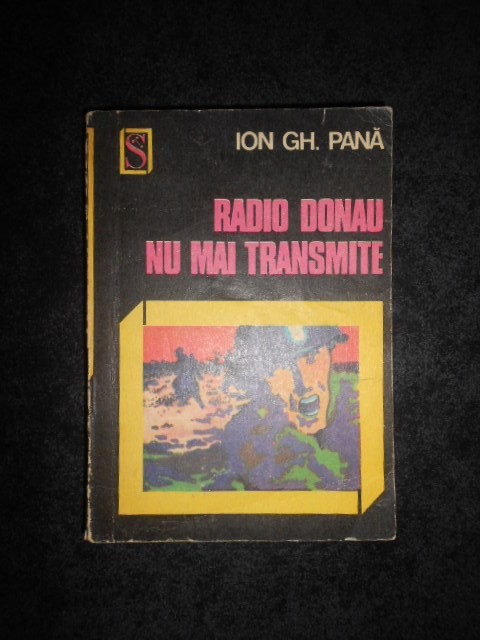 S
ION GH. PANĂ
RADIO DONAU
NU MAI TRANSMITE